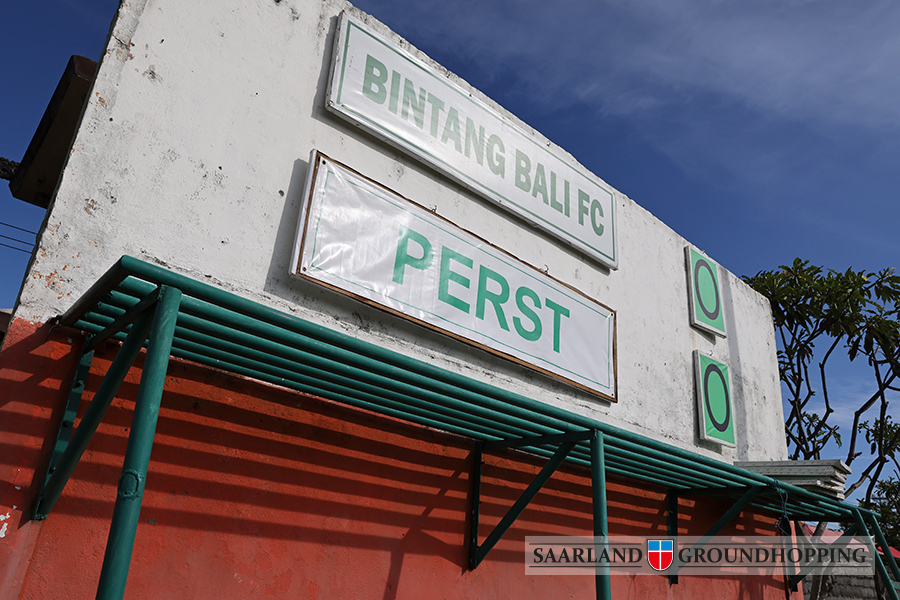 BINTANG BALI FC
PERST
0
0
SAARLAND GROUNDHOPPING